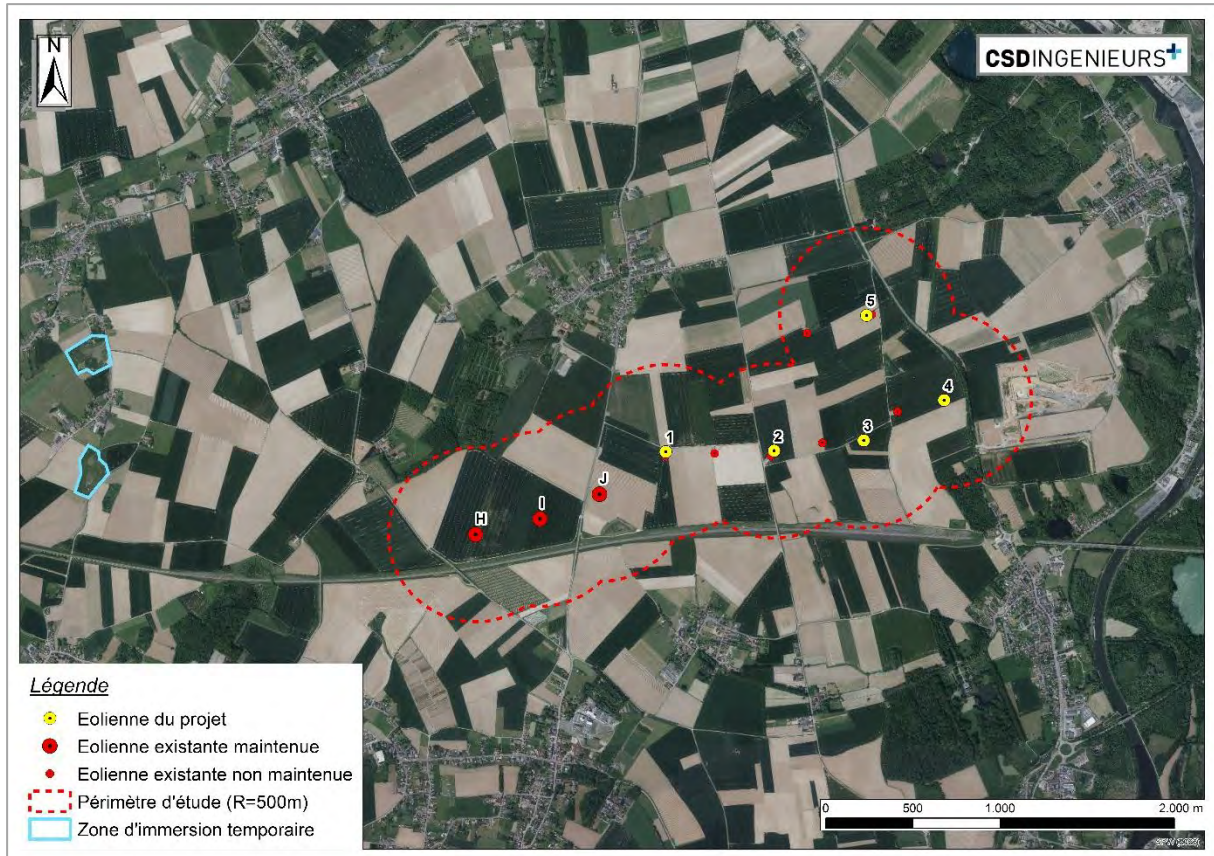 N
CSDINGENIEURS+
5
4
3
2
1
J
I
H
Légende
Eolienne du projet
Eolienne existante maintenue
Eolienne existante non maintenue
Périmètre d'étude (R=500m)
Zone d'immersion temporaire
0 500 1.000 2.000 m